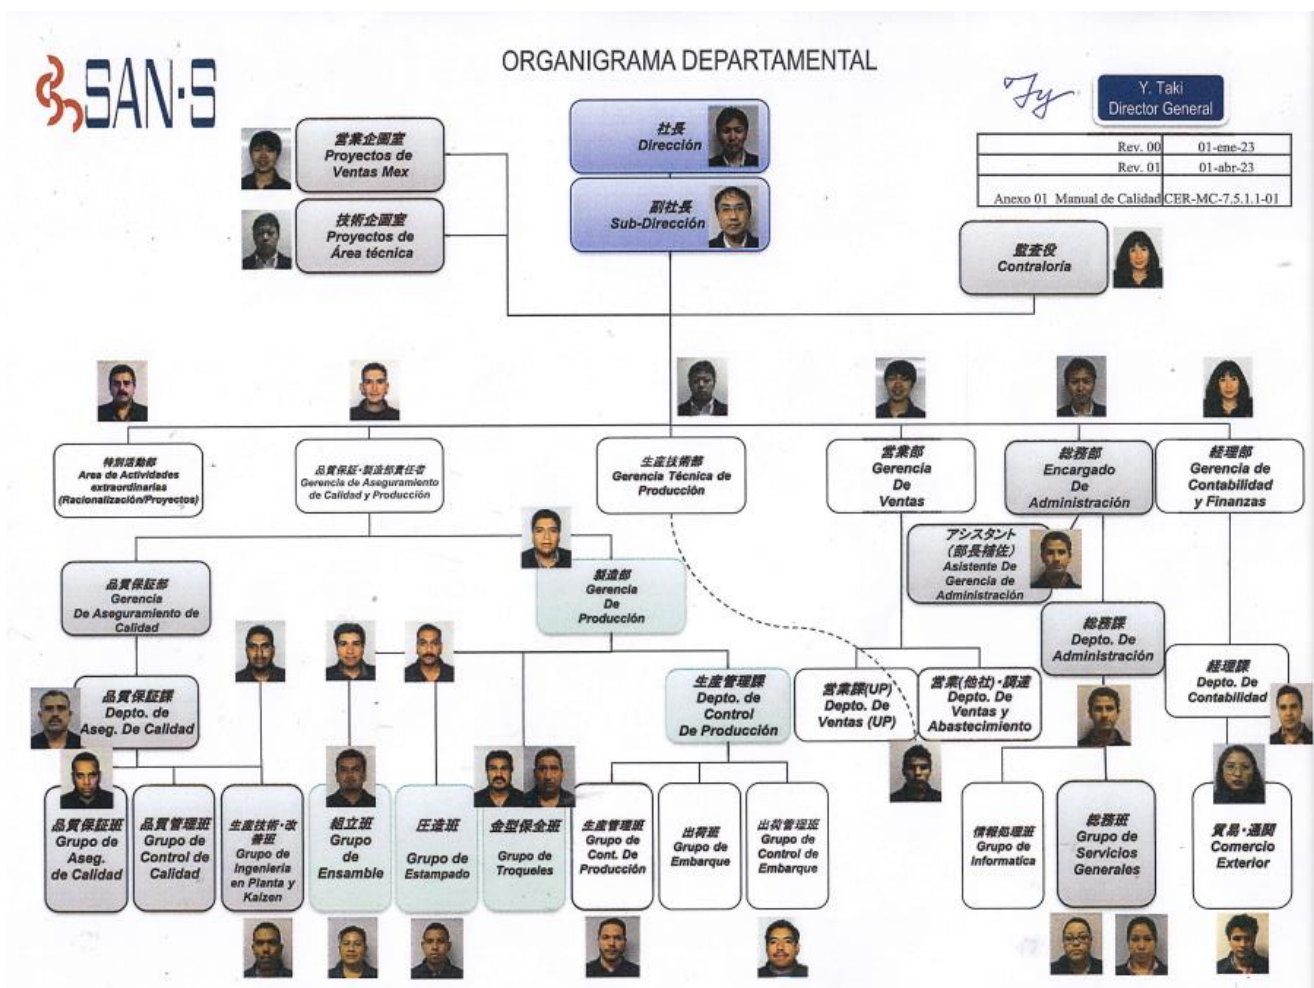 SAN·S
ORGANIGRAMA DEPARTAMENTAL
Y. Taki
Director General
Rev. 00 01-ene-23
Rev. 01 01-abr-23
Anexo 01 Manual de Calidad CER-MC-7.5.1.1-01
営業企画室
Proyectos de
Ventas Mex
社長
Dirección
技術企画室
Proyectos de
Área técnica
副社長
Sub-Dirección
監査役
Contraloría
特別活動部
Area de Actividades
extraordinarias
(Racionalización/Proyectos)
品質保証・製造部責任者
Gerencia de Aseguramiento
de Calidad y Producción
生産技術部
Gerencia Técnica de
Producción
営業部
Gerencia
De
Ventas
総務部
Encargado
De
Administración
経理部
Gerencia de
Contabilidad
y Finanzas
アシスタント
(部長補佐)
Asistente De
Gerencia de
Administración
品質保証部
Gerencia
De Aseguramiento de
Calidad
製造部
Gerencia
De
Producción
総務課
Depto. De
Administración
品質保証課
Depto. de
Aseg. De Calidad
生産管理課
Depto. de
Control
De Producción
営業課(UP)
Depto. De
Ventas (UP)
営業(他社)・調達
Depto. De
Ventas y
Abastecimiento
経理課
Depto. De
Contabilidad
品質保証班
Grupo de
Aseg.
de Calidad
品質管理班
Grupo de
Control de
Calidad
生産技術・改
善班
Grupo de
Ingeniería
en Planta y
Kaizen
組立班
Grupo
de
Ensamble
圧造班
Grupo de
Estampado
金型保全班
Grupo de
Troqueles
生産管理班
Grupo de
Cont. De
Producción
出荷班
Grupo de
Embarque
出荷管理班
Grupo de
Control de
Embarque
情報処理班
Grupo de
Informatica
総務班
Grupo de
Servicios
Generales
貿易・通関
Comercio
Exterior